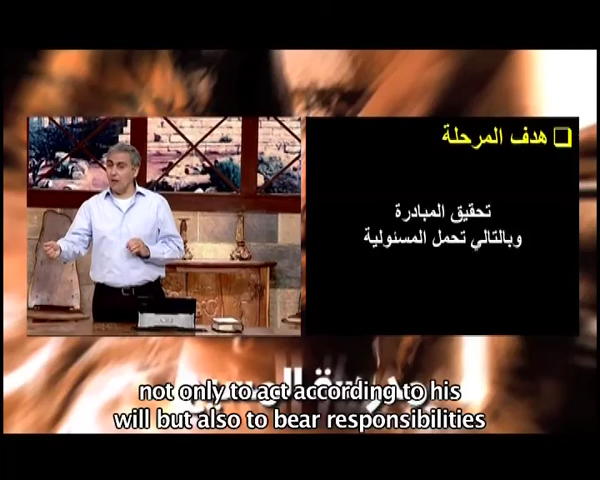 هدف المرحلة
تحقيق المبادرة
وبالتالي تحمل المسئولية
not only to act according to his
will but also to bear responsibilities